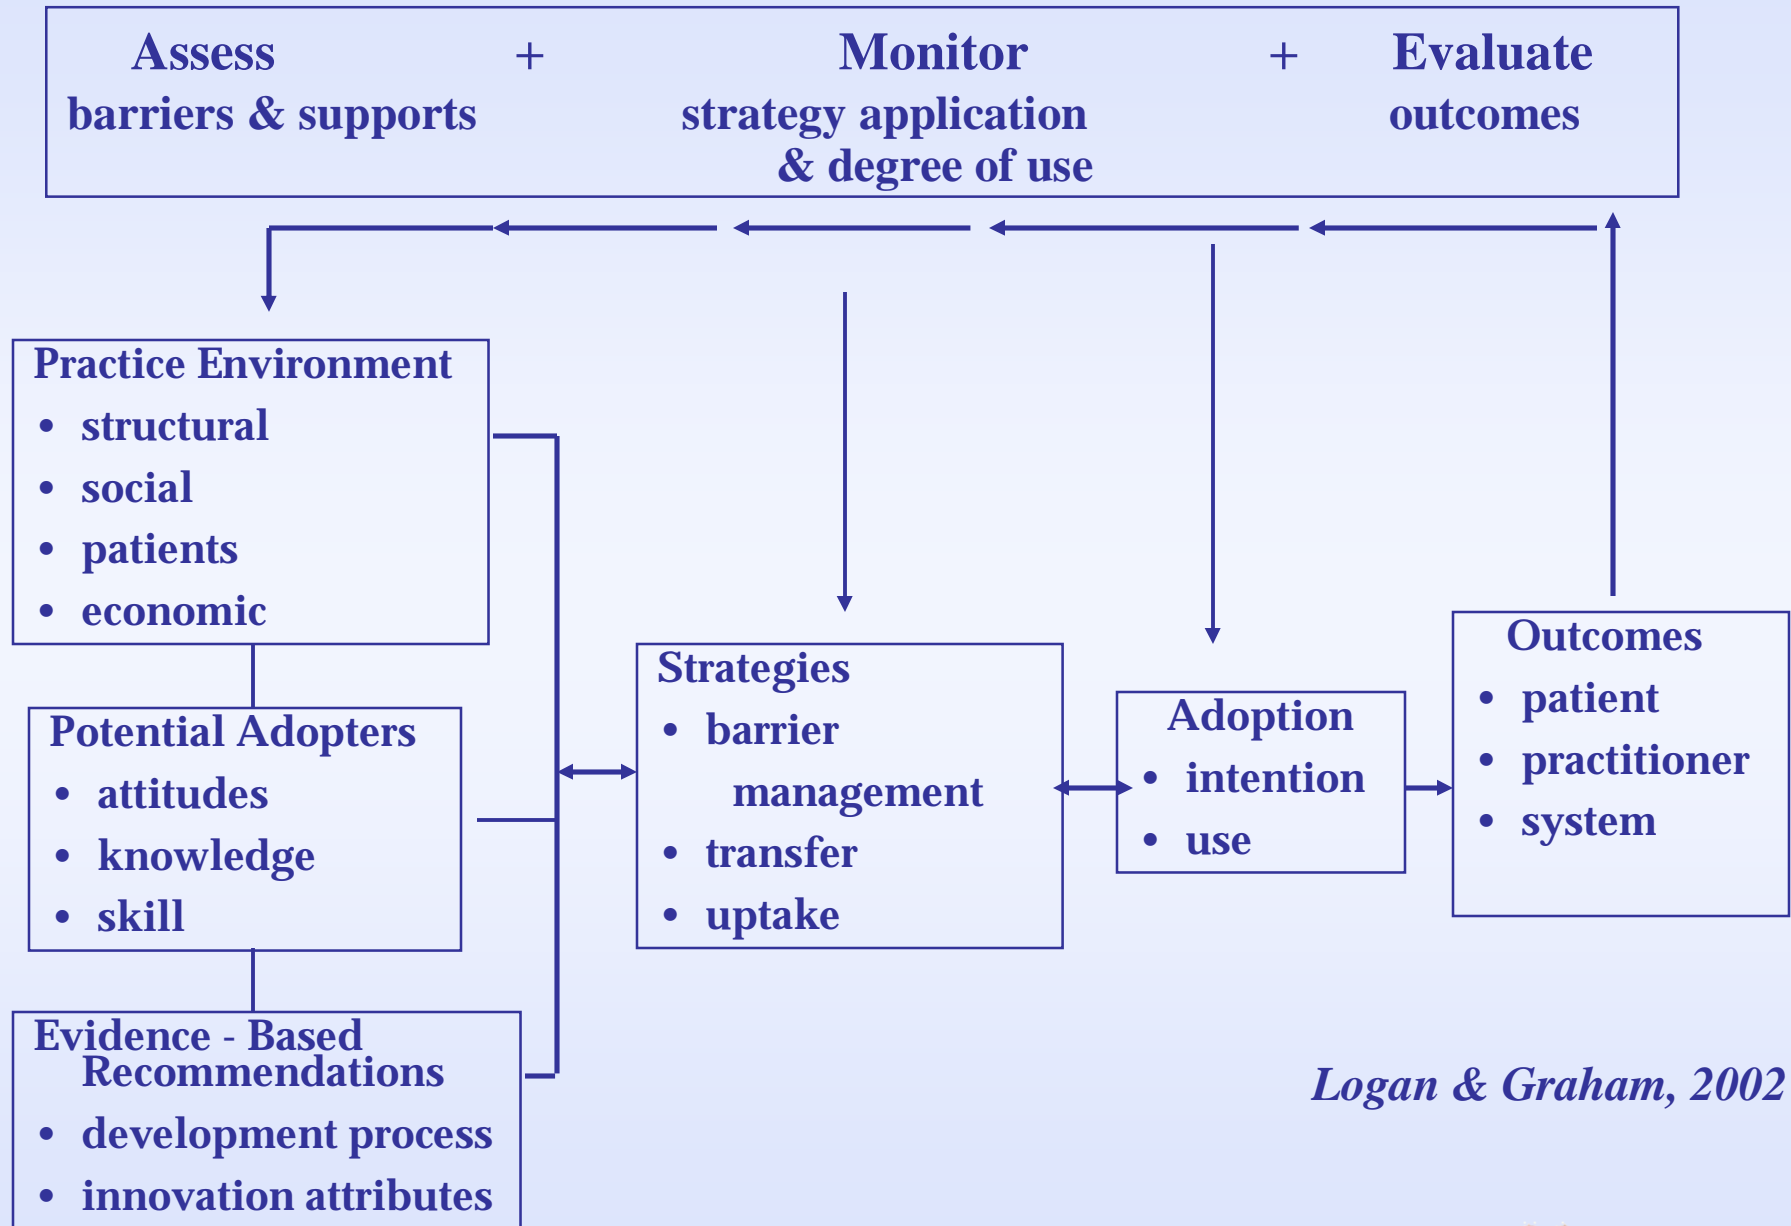 Assess + Monitor + Evaluate
barriers & supports strategy application outcomes
& degree of use
Practice Environment
• structural
• social
• patients
• economic
Potential Adopters
• attitudes
• knowledge
• skill
Evidence - Based
Recommendations
• development process
• innovation attributes
Strategies
• barrier
management
• transfer
• uptake
Adoption
• intention
• use
Outcomes
• patient
• practitioner
• system
Logan & Graham, 2002